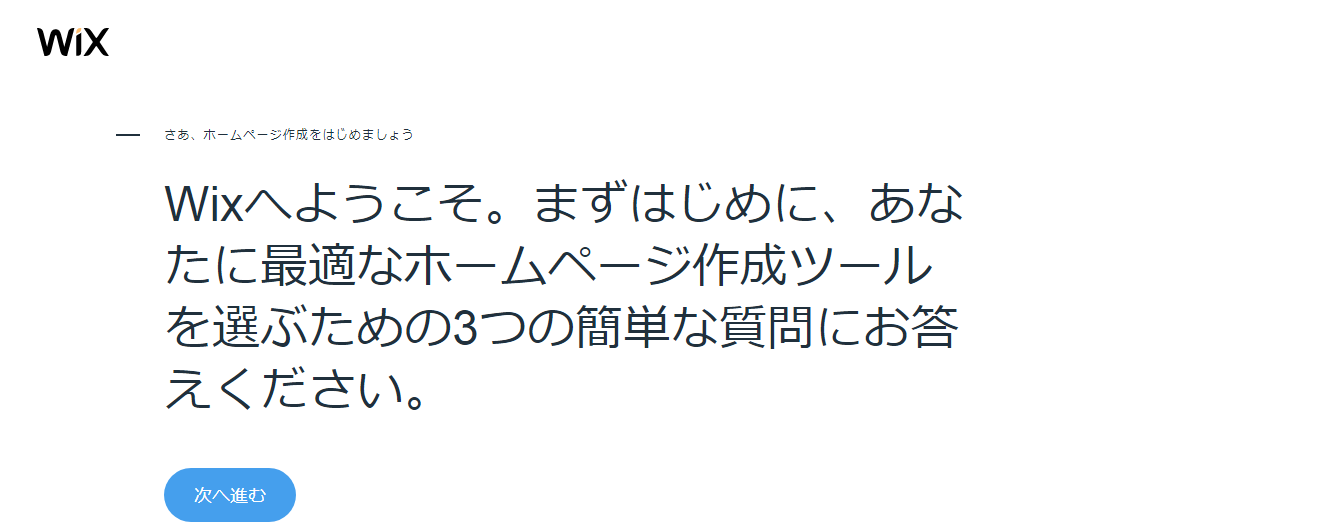 WiX
さあ、ホームページ作成をはじめましょう
Wixへようこそ。まずはじめに、あな
たに最適なホームページ作成ツール
を選ぶための3つの簡単な質問にお答
えください。
次へ進む